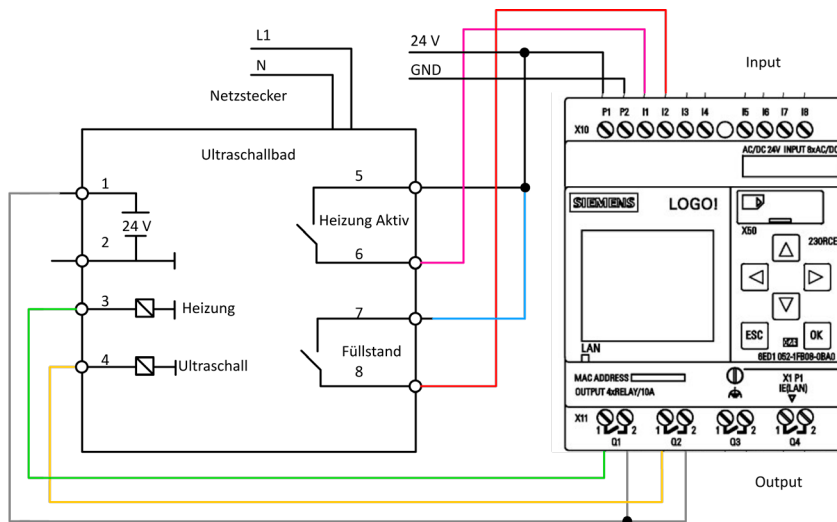 L1
N
Netzstecker
24 V
GND
Input
Ultraschallbad
1
24 V
2
3
Heizung
4
Ultraschall
5
Heizung Aktiv
6
7
Füllstand
8
P1 P2 I1 I2 I3 I4 I5 I6 I7 I8
X10
AC/DC 24V INPUT 8xAC/DC
SIEMENS LOGO!
X50
230RCE
ESC OK
LAN
6ED1 052-1FB08-0BA0
MAC ADDRESS
OUTPUT 4xRELAY/10A
X1 P1
IE(LAN)
X11
1 2 1 2 1 2 1 2
Q1 Q2 Q3 Q4
Output